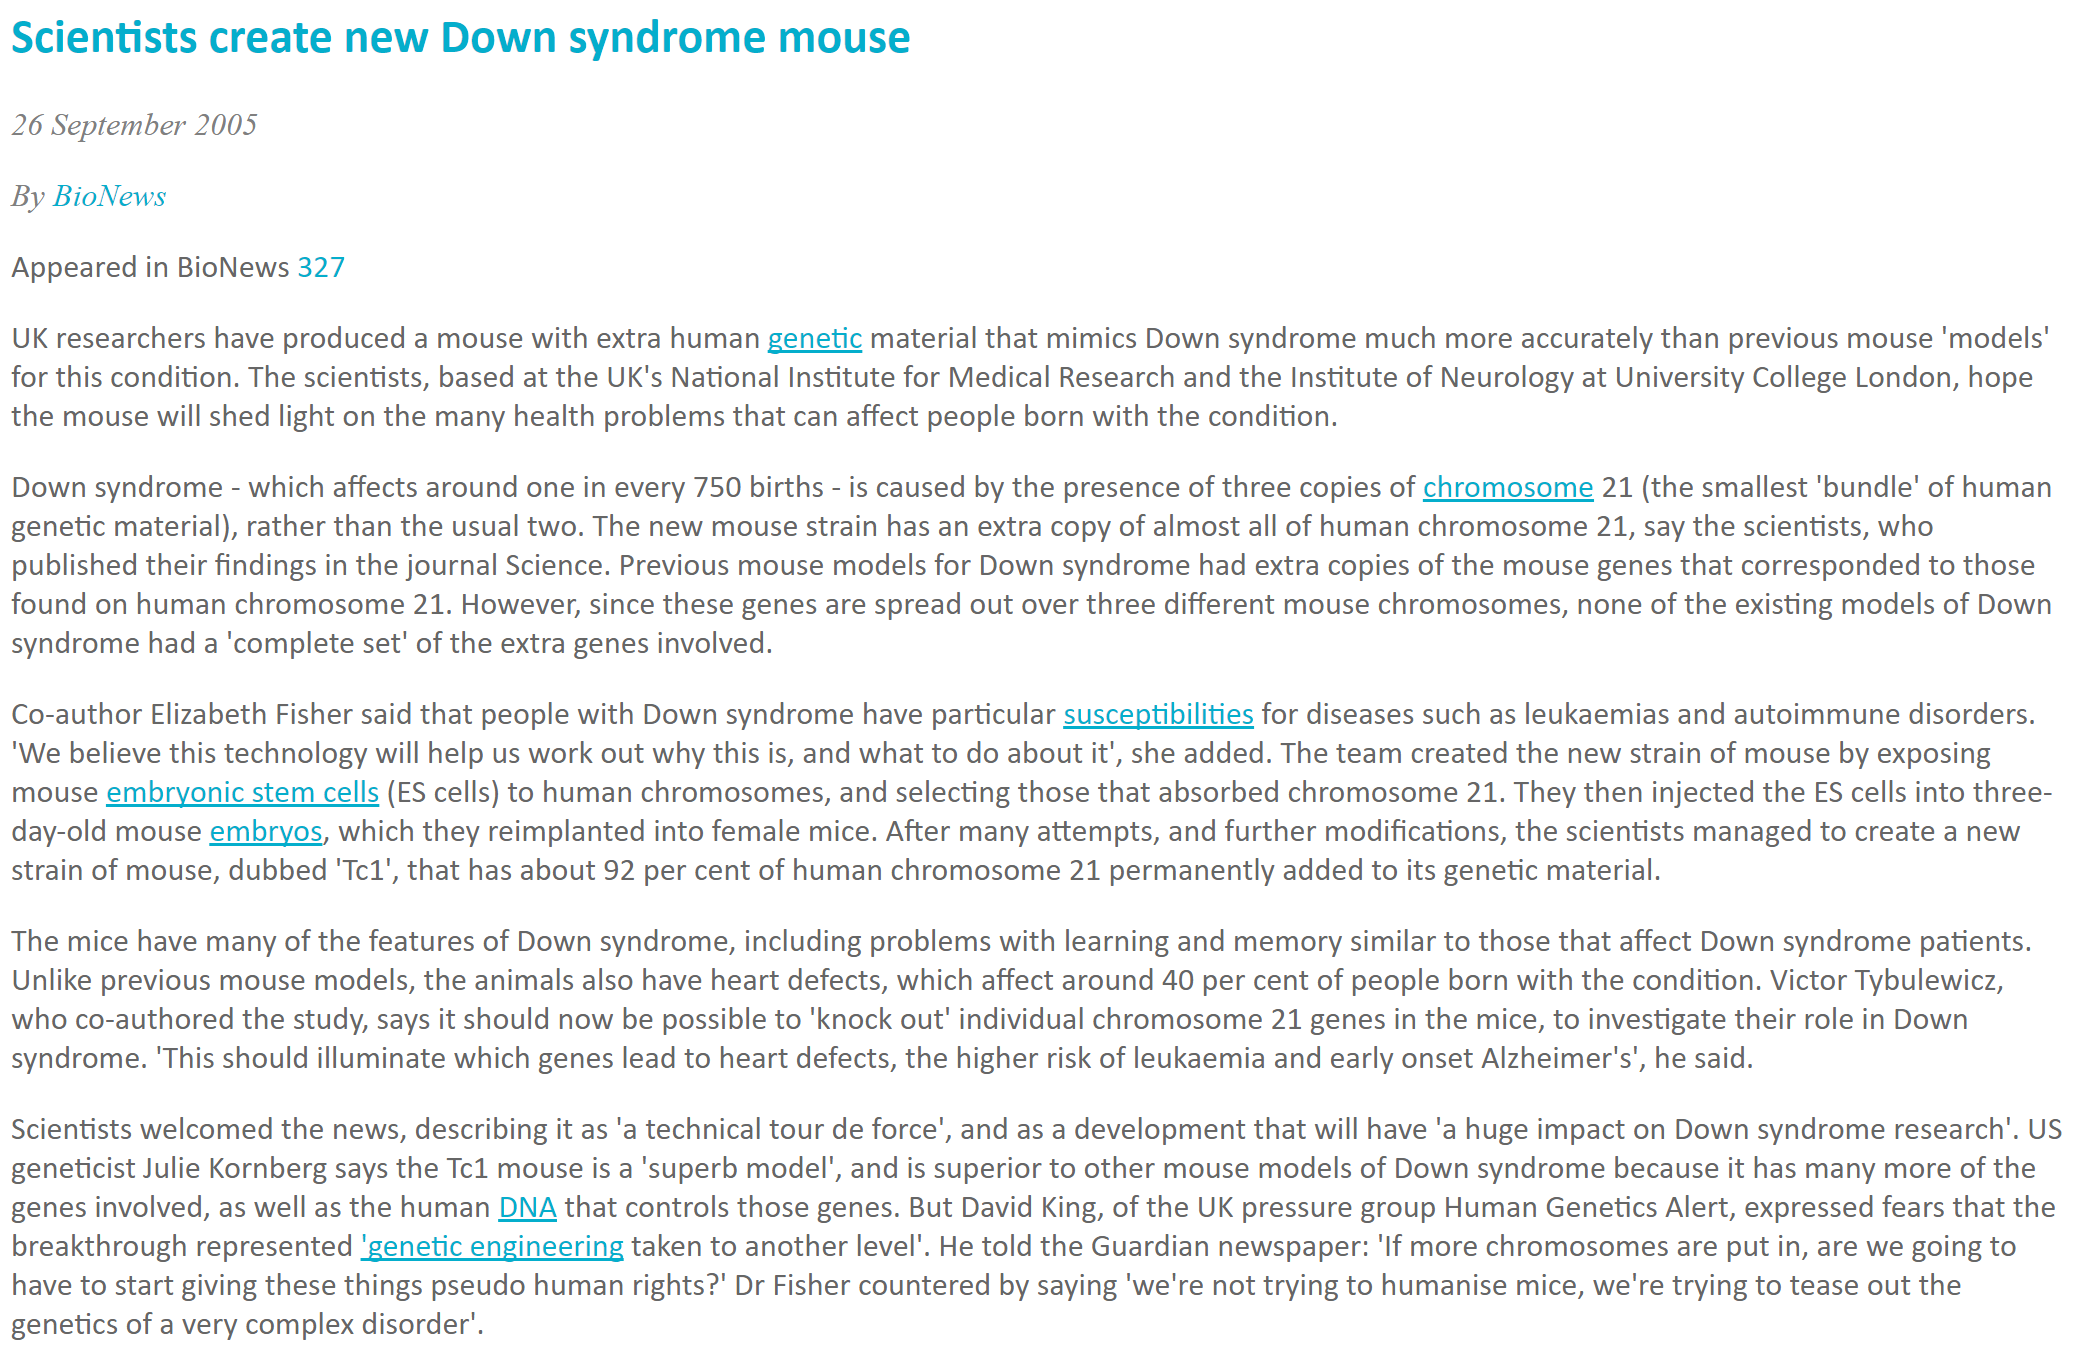 Scientists create new Down syndrome mouse
26 September 2005
By BioNews
Appeared in BioNews 327
UK researchers have produced a mouse with extra human genetic material that mimics Down syndrome much more accurately than previous mouse 'models'
for this condition. The scientists, based at the UK's National Institute for Medical Research and the Institute of Neurology at University College London, hope
the mouse will shed light on the many health problems that can affect people born with the condition.
Down syndrome - which affects around one in every 750 births - is caused by the presence of three copies of chromosome 21 (the smallest 'bundle' of human
genetic material), rather than the usual two. The new mouse strain has an extra copy of almost all of human chromosome 21, say the scientists, who
published their findings in the journal Science. Previous mouse models for Down syndrome had extra copies of the mouse genes that corresponded to those
found on human chromosome 21. However, since these genes are spread out over three different mouse chromosomes, none of the existing models of Down
syndrome had a 'complete set' of the extra genes involved.
Co-author Elizabeth Fisher said that people with Down syndrome have particular susceptibilities for diseases such as leukaemias and autoimmune disorders.
'We believe this technology will help us work out why this is, and what to do about it', she added. The team created the new strain of mouse by exposing
mouse embryonic stem cells (ES cells) to human chromosomes, and selecting those that absorbed chromosome 21. They then injected the ES cells into three-
day-old mouse embryos, which they reimplanted into female mice. After many attempts, and further modifications, the scientists managed to create a new
strain of mouse, dubbed 'Tc1', that has about 92 per cent of human chromosome 21 permanently added to its genetic material.
The mice have many of the features of Down syndrome, including problems with learning and memory similar to those that affect Down syndrome patients.
Unlike previous mouse models, the animals also have heart defects, which affect around 40 per cent of people born with the condition. Victor Tybulewicz,
who co-authored the study, says it should now be possible to 'knock out' individual chromosome 21 genes in the mice, to investigate their role in Down
syndrome. 'This should illuminate which genes lead to heart defects, the higher risk of leukaemia and early onset Alzheimer's', he said.
Scientists welcomed the news, describing it as 'a technical tour de force', and as a development that will have 'a huge impact on Down syndrome research'. US
geneticist Julie Kornberg says the Tc1 mouse is a 'superb model', and is superior to other mouse models of Down syndrome because it has many more of the
genes involved, as well as the human DNA that controls those genes. But David King, of the UK pressure group Human Genetics Alert, expressed fears that the
breakthrough represented 'genetic engineering taken to another level'. He told the Guardian newspaper: 'If more chromosomes are put in, are we going to
have to start giving these things pseudo human rights?' Dr Fisher countered by saying 'we're not trying to humanise mice, we're trying to tease out the
genetics of a very complex disorder'.